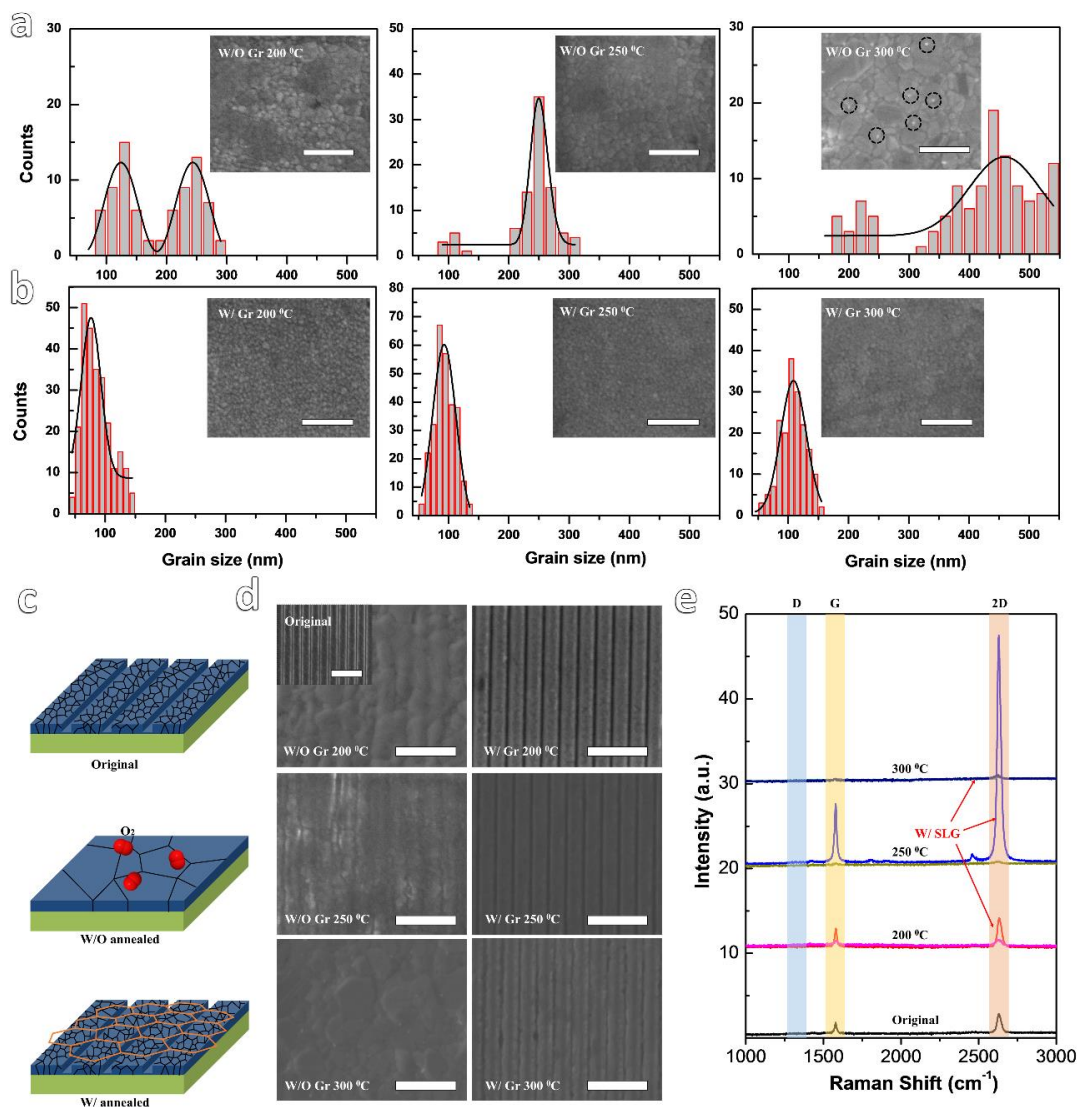 a
W/O Gr 200 ⁰C
W/O Gr 250 ⁰C
W/O Gr 300 ⁰C
Counts
30
20
10
0
100 200 300 400 500
50
40
30
20
10
0
100 200 300 400 500
30
20
10
0
100 200 300 400 500
b
W/ Gr 200 ⁰C
W/ Gr 250 ⁰C
W/ Gr 300 ⁰C
Counts
50
40
30
20
10
0
100 200 300 400 500
Grain size (nm)
80
70
60
50
40
30
20
10
0
100 200 300 400 500
Grain size (nm)
50
40
30
20
10
0
100 200 300 400 500
Grain size (nm)
c
Original
O₂
W/O annealed
W/ annealed
d
Original
W/O Gr 200 ⁰C
W/ Gr 200 ⁰C
W/O Gr 250 ⁰C
W/ Gr 250 ⁰C
W/O Gr 300 ⁰C
W/ Gr 300 ⁰C
e
D G 2D
50
40
30
20
10
Intensity (a.u.)
300 ⁰C
W/ SLG
250 ⁰C
200 ⁰C
Original
1000 1500 2000 2500 3000
Raman Shift (cm⁻¹)